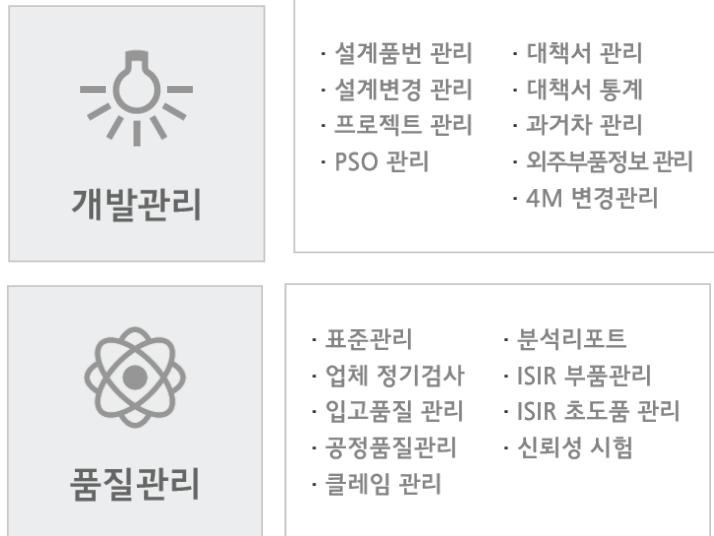 개발관리
· 설계품번 관리
· 설계변경 관리
· 프로젝트 관리
· PSO 관리
· 대책서 관리
· 대책서 통계
· 과거차 관리
· 외주부품정보 관리
· 4M 변경관리
품질관리
· 표준관리
· 업체 정기검사
· 입고품질 관리
· 공정품질관리
· 클레임 관리
· 분석리포트
· ISIR 부품관리
· ISIR 초도품 관리
· 신뢰성 시험